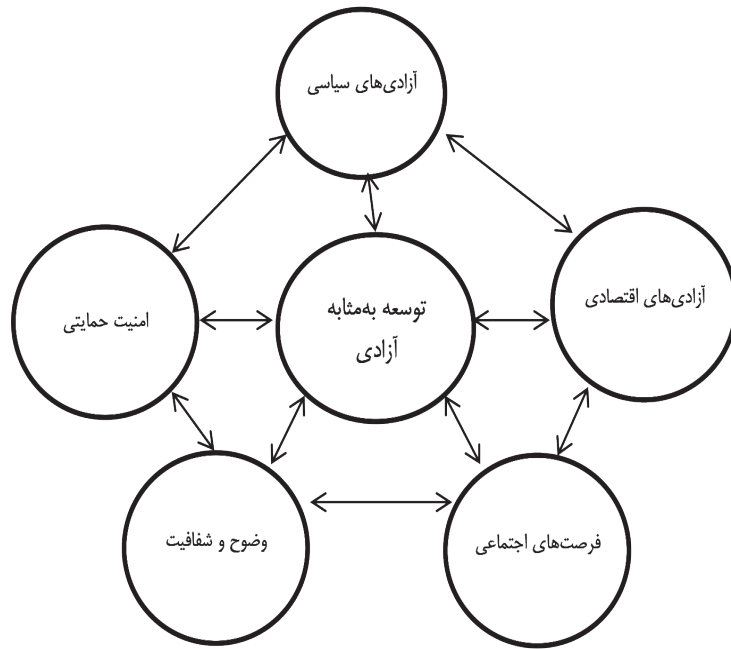 آزادی‌های سیاسی
آزادی‌های اقتصادی
توسعه به‌مثابه
آزادی
امنیت حمایتی
فرصت‌های اجتماعی
وضوح و شفافیت